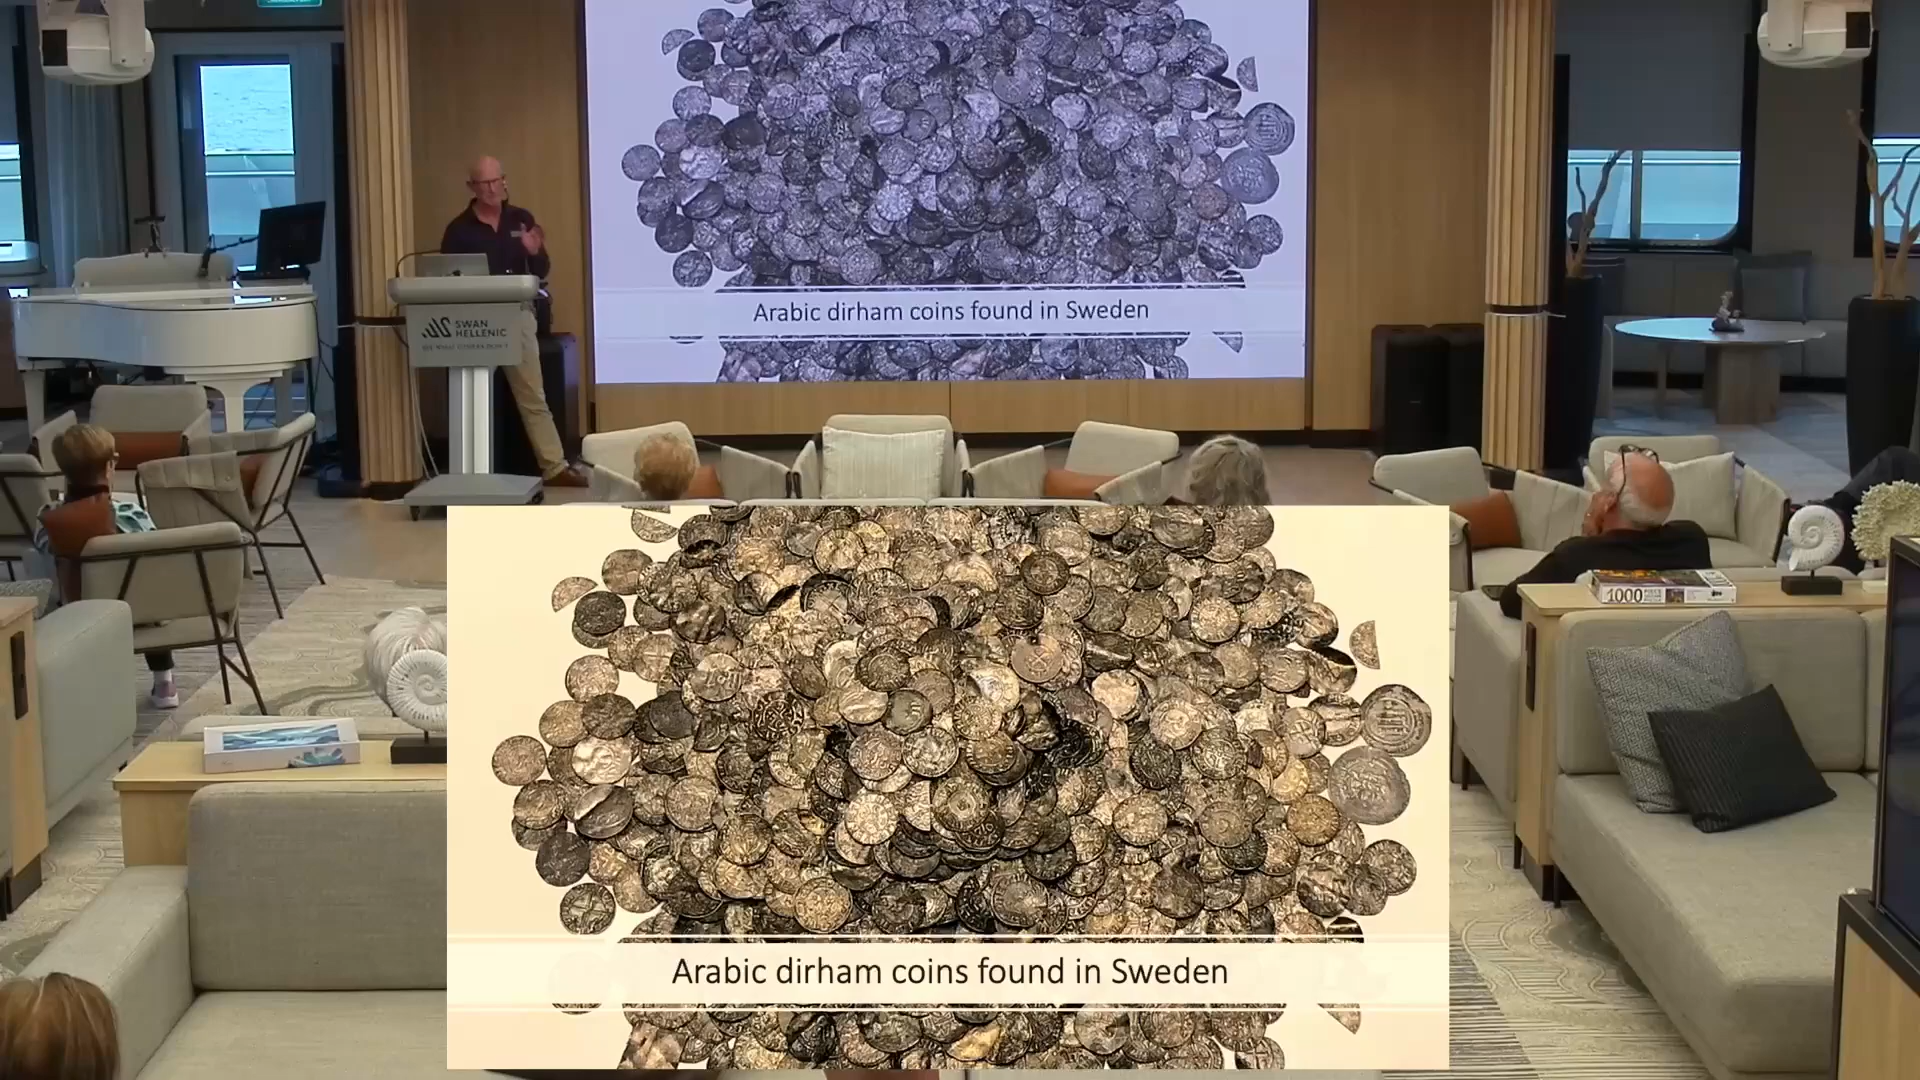 Arabic dirham coins found in Sweden
SWAN
HELLENIC
1000
Arabic dirham coins found in Sweden